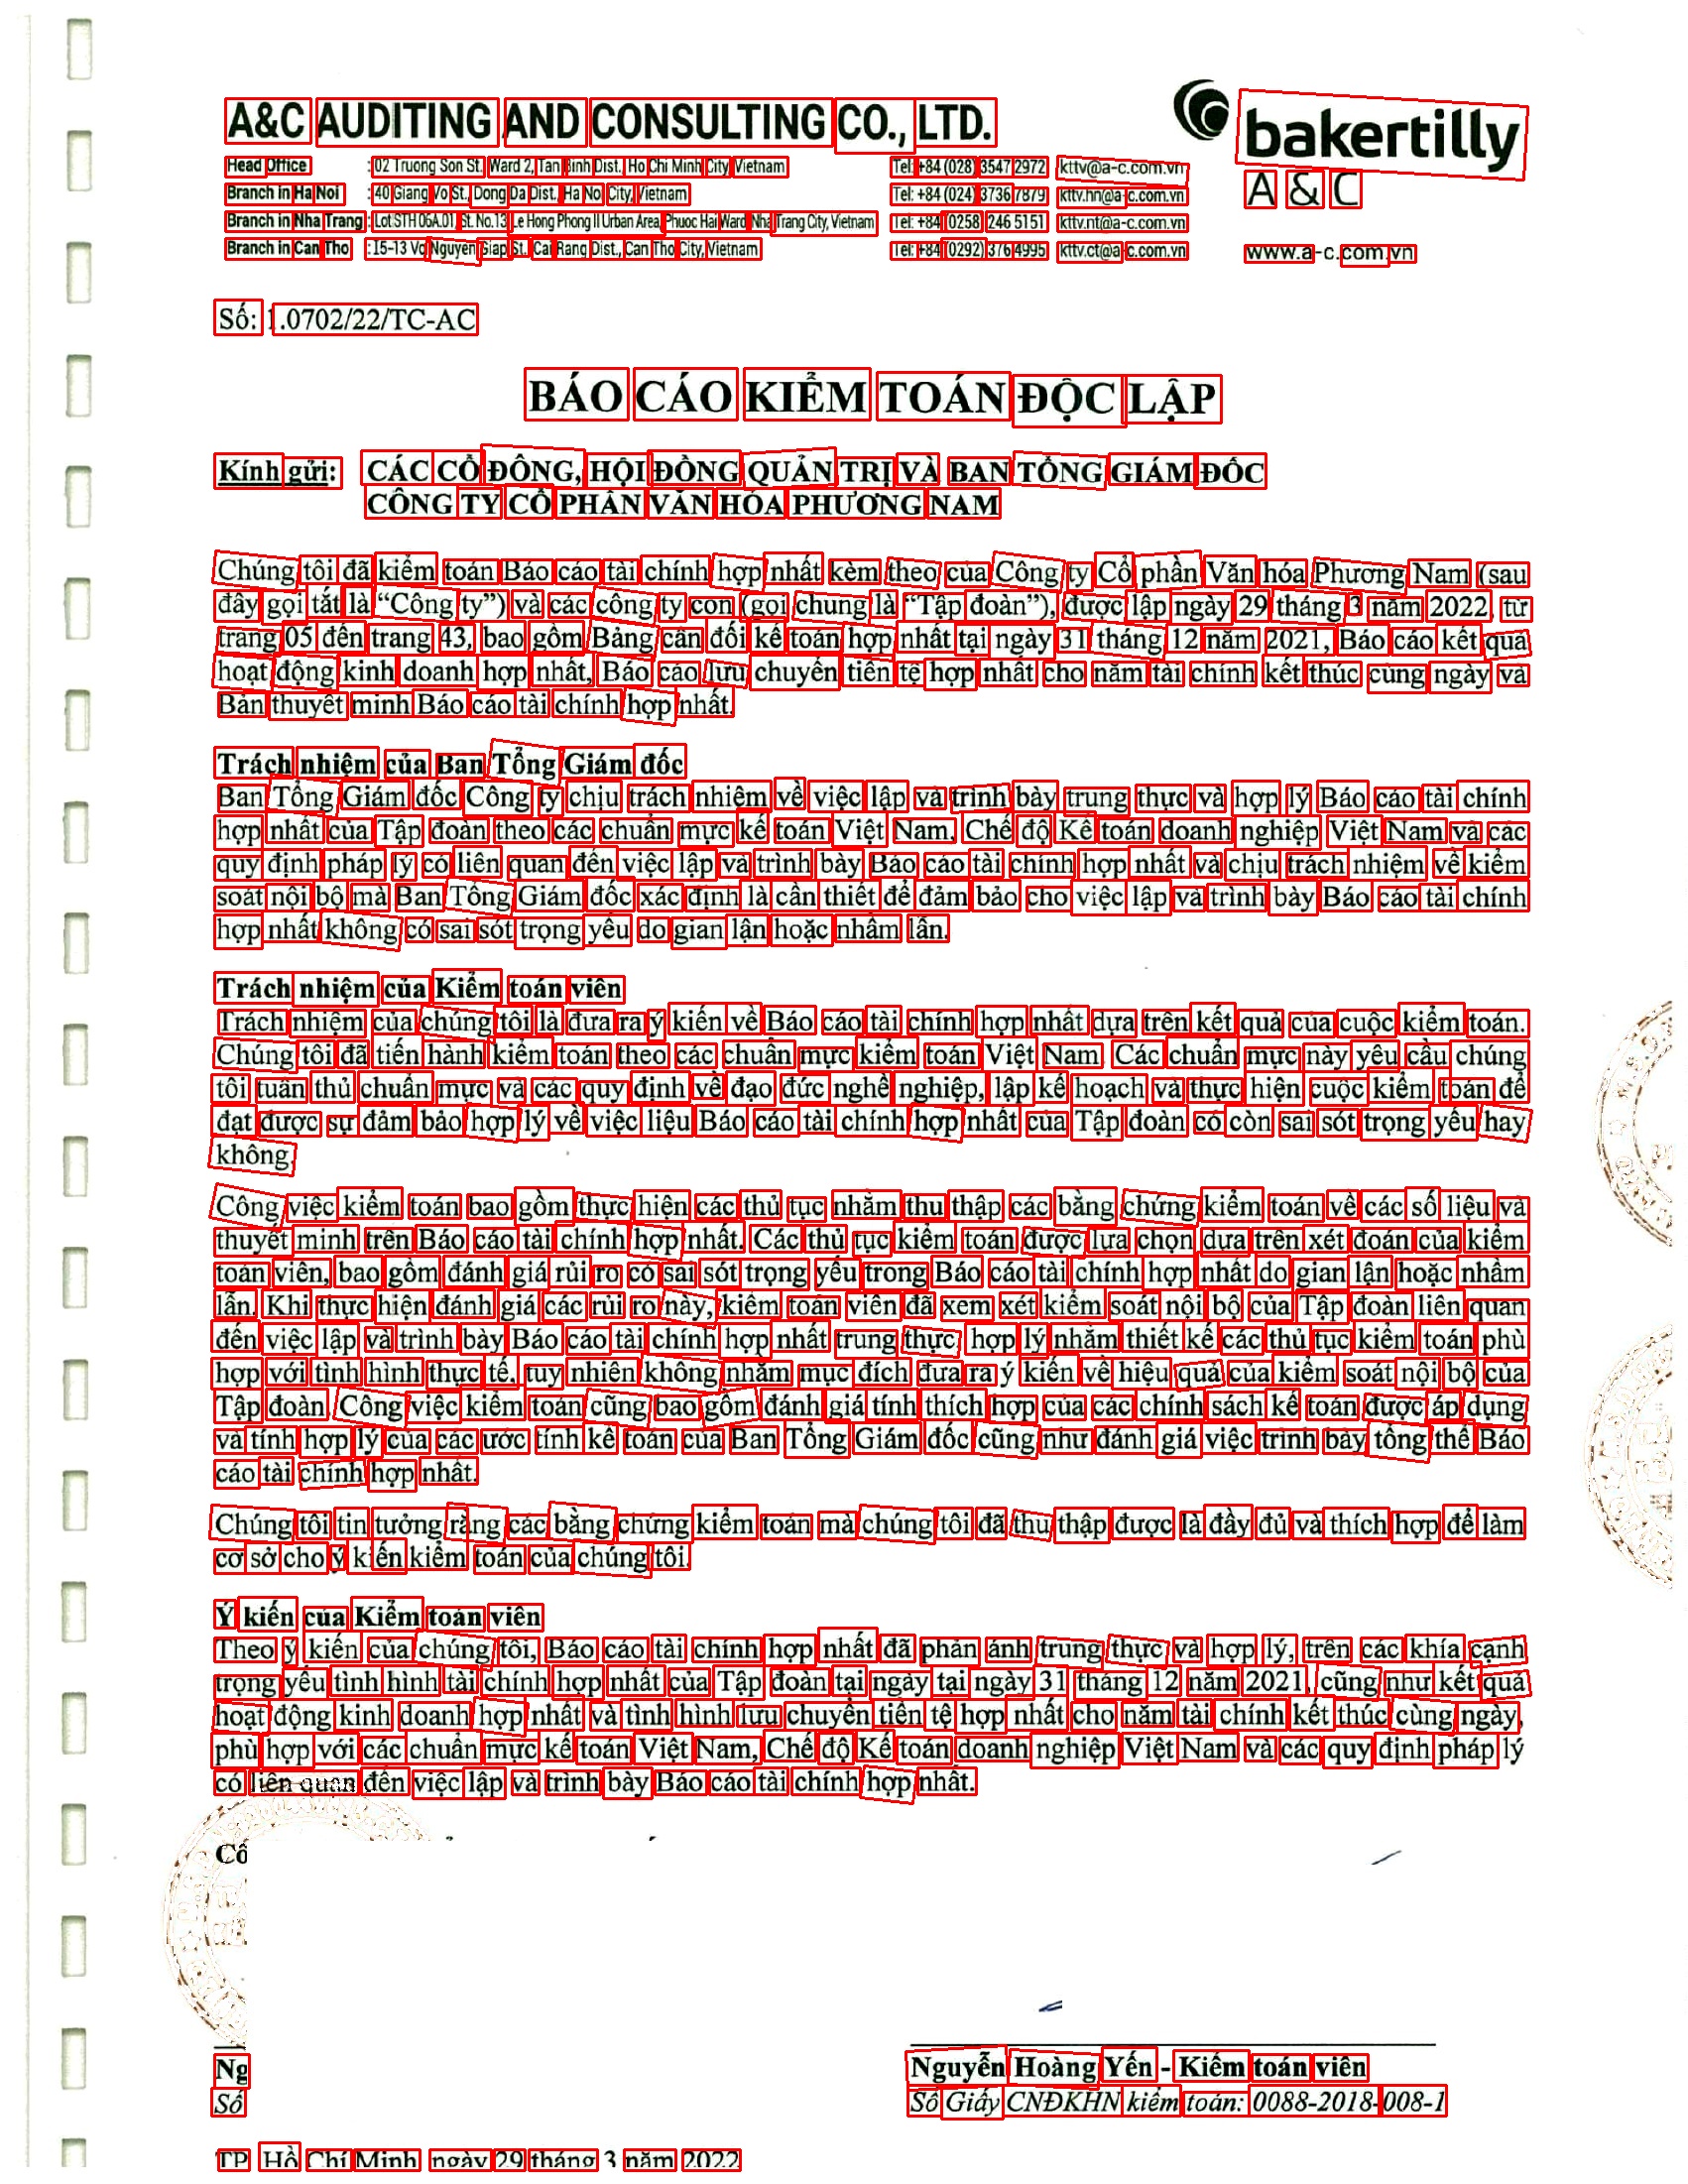 A&C AUDITING AND CONSULTING CO., LTD.
bakertilly
A & C
Head Office : 02 Truong Son St., Ward 2, Tan Binh Dist., Ho Chi Minh City, Vietnam Tel: +84 (028) 3547 2972 kttv@a-c.com.vn
Branch in Ha Noi : 40 Giang Vo St., Dong Da Dist., Ha Noi City, Vietnam Tel: +84 (024) 3736 7879 kttv.hn@a-c.com.vn
Branch in Nha Trang : Lot STH 06A.01, St. No.13, Le Hong Phong II Urban Area, Phuoc Hai Ward, Nha Trang City, Vietnam Tel: +84 (0258) 246 5151 kttv.nt@a-c.com.vn
Branch in Can Tho : 15-13 Vo Nguyen Giap St., Cai Rang Dist., Can Tho City, Vietnam Tel: +84 (0292) 376 4995 kttv.ct@a-c.com.vn www.a-c.com.vn
Số: 1.0702/22/TC-AC
BÁO CÁO KIỂM TOÁN ĐỘC LẬP
Kính gửi: CÁC CỔ ĐÔNG, HỘI ĐỒNG QUẢN TRỊ VÀ BAN TỔNG GIÁM ĐỐC
CÔNG TY CỔ PHẦN VĂN HÓA PHƯƠNG NAM
Chúng tôi đã kiểm toán Báo cáo tài chính hợp nhất kèm theo của Công ty Cổ phần Văn hóa Phương Nam (sau
đây gọi tắt là “Công ty”) và các công ty con (gọi chung là “Tập đoàn”), được lập ngày 29 tháng 3 năm 2022, từ
trang 05 đến trang 43, bao gồm Bảng cân đối kế toán hợp nhất tại ngày 31 tháng 12 năm 2021, Báo cáo kết quả
hoạt động kinh doanh hợp nhất, Báo cáo lưu chuyển tiền tệ hợp nhất cho năm tài chính kết thúc cùng ngày và
Bản thuyết minh Báo cáo tài chính hợp nhất.
Trách nhiệm của Ban Tổng Giám đốc
Ban Tổng Giám đốc Công ty chịu trách nhiệm về việc lập và trình bày trung thực và hợp lý Báo cáo tài chính
hợp nhất của Tập đoàn theo các chuẩn mực kế toán Việt Nam, Chế độ Kế toán doanh nghiệp Việt Nam và các
quy định pháp lý có liên quan đến việc lập và trình bày Báo cáo tài chính hợp nhất và chịu trách nhiệm về kiểm
soát nội bộ mà Ban Tổng Giám đốc xác định là cần thiết để đảm bảo cho việc lập và trình bày Báo cáo tài chính
hợp nhất không có sai sót trọng yếu do gian lận hoặc nhầm lẫn.
Trách nhiệm của Kiểm toán viên
Trách nhiệm của chúng tôi là đưa ra ý kiến về Báo cáo tài chính hợp nhất dựa trên kết quả của cuộc kiểm toán.
Chúng tôi đã tiến hành kiểm toán theo các chuẩn mực kiểm toán Việt Nam. Các chuẩn mực này yêu cầu chúng
tôi tuân thủ chuẩn mực và các quy định về đạo đức nghề nghiệp, lập kế hoạch và thực hiện cuộc kiểm toán để
đạt được sự đảm bảo hợp lý về việc liệu Báo cáo tài chính hợp nhất của Tập đoàn có còn sai sót trọng yếu hay
không.
Công việc kiểm toán bao gồm thực hiện các thủ tục nhằm thu thập các bằng chứng kiểm toán về các số liệu và
thuyết minh trên Báo cáo tài chính hợp nhất. Các thủ tục kiểm toán được lựa chọn dựa trên xét đoán của kiểm
toán viên, bao gồm đánh giá rủi ro có sai sót trọng yếu trong Báo cáo tài chính hợp nhất do gian lận hoặc nhầm
lẫn. Khi thực hiện đánh giá các rủi ro này, kiểm toán viên đã xem xét kiểm soát nội bộ của Tập đoàn liên quan
đến việc lập và trình bày Báo cáo tài chính hợp nhất trung thực, hợp lý nhằm thiết kế các thủ tục kiểm toán phù
hợp với tình hình thực tế, tuy nhiên không nhằm mục đích đưa ra ý kiến về hiệu quả của kiểm soát nội bộ của
Tập đoàn. Công việc kiểm toán cũng bao gồm đánh giá tính thích hợp của các chính sách kế toán được áp dụng
và tính hợp lý của các ước tính kế toán của Ban Tổng Giám đốc cũng như đánh giá việc trình bày tổng thể Báo
cáo tài chính hợp nhất.
Chúng tôi tin tưởng rằng các bằng chứng kiểm toán mà chúng tôi đã thu thập được là đầy đủ và thích hợp để làm
cơ sở cho ý kiến kiểm toán của chúng tôi.
Ý kiến của Kiểm toán viên
Theo ý kiến của chúng tôi, Báo cáo tài chính hợp nhất đã phản ánh trung thực và hợp lý, trên các khía cạnh
trọng yếu tình hình tài chính hợp nhất của Tập đoàn tại ngày tại ngày 31 tháng 12 năm 2021, cũng như kết quả
hoạt động kinh doanh hợp nhất và tình hình lưu chuyển tiền tệ hợp nhất cho năm tài chính kết thúc cùng ngày,
phù hợp với các chuẩn mực kế toán Việt Nam, Chế độ Kế toán doanh nghiệp Việt Nam và các quy định pháp lý
có liên quan đến việc lập và trình bày Báo cáo tài chính hợp nhất.
Cô
Ng Nguyễn Hoàng Yến - Kiểm toán viên
Số Số Giấy CNĐKHN kiểm toán: 0088-2018-008-1
TP. Hồ Chí Minh, ngày 29 tháng 3 năm 2022